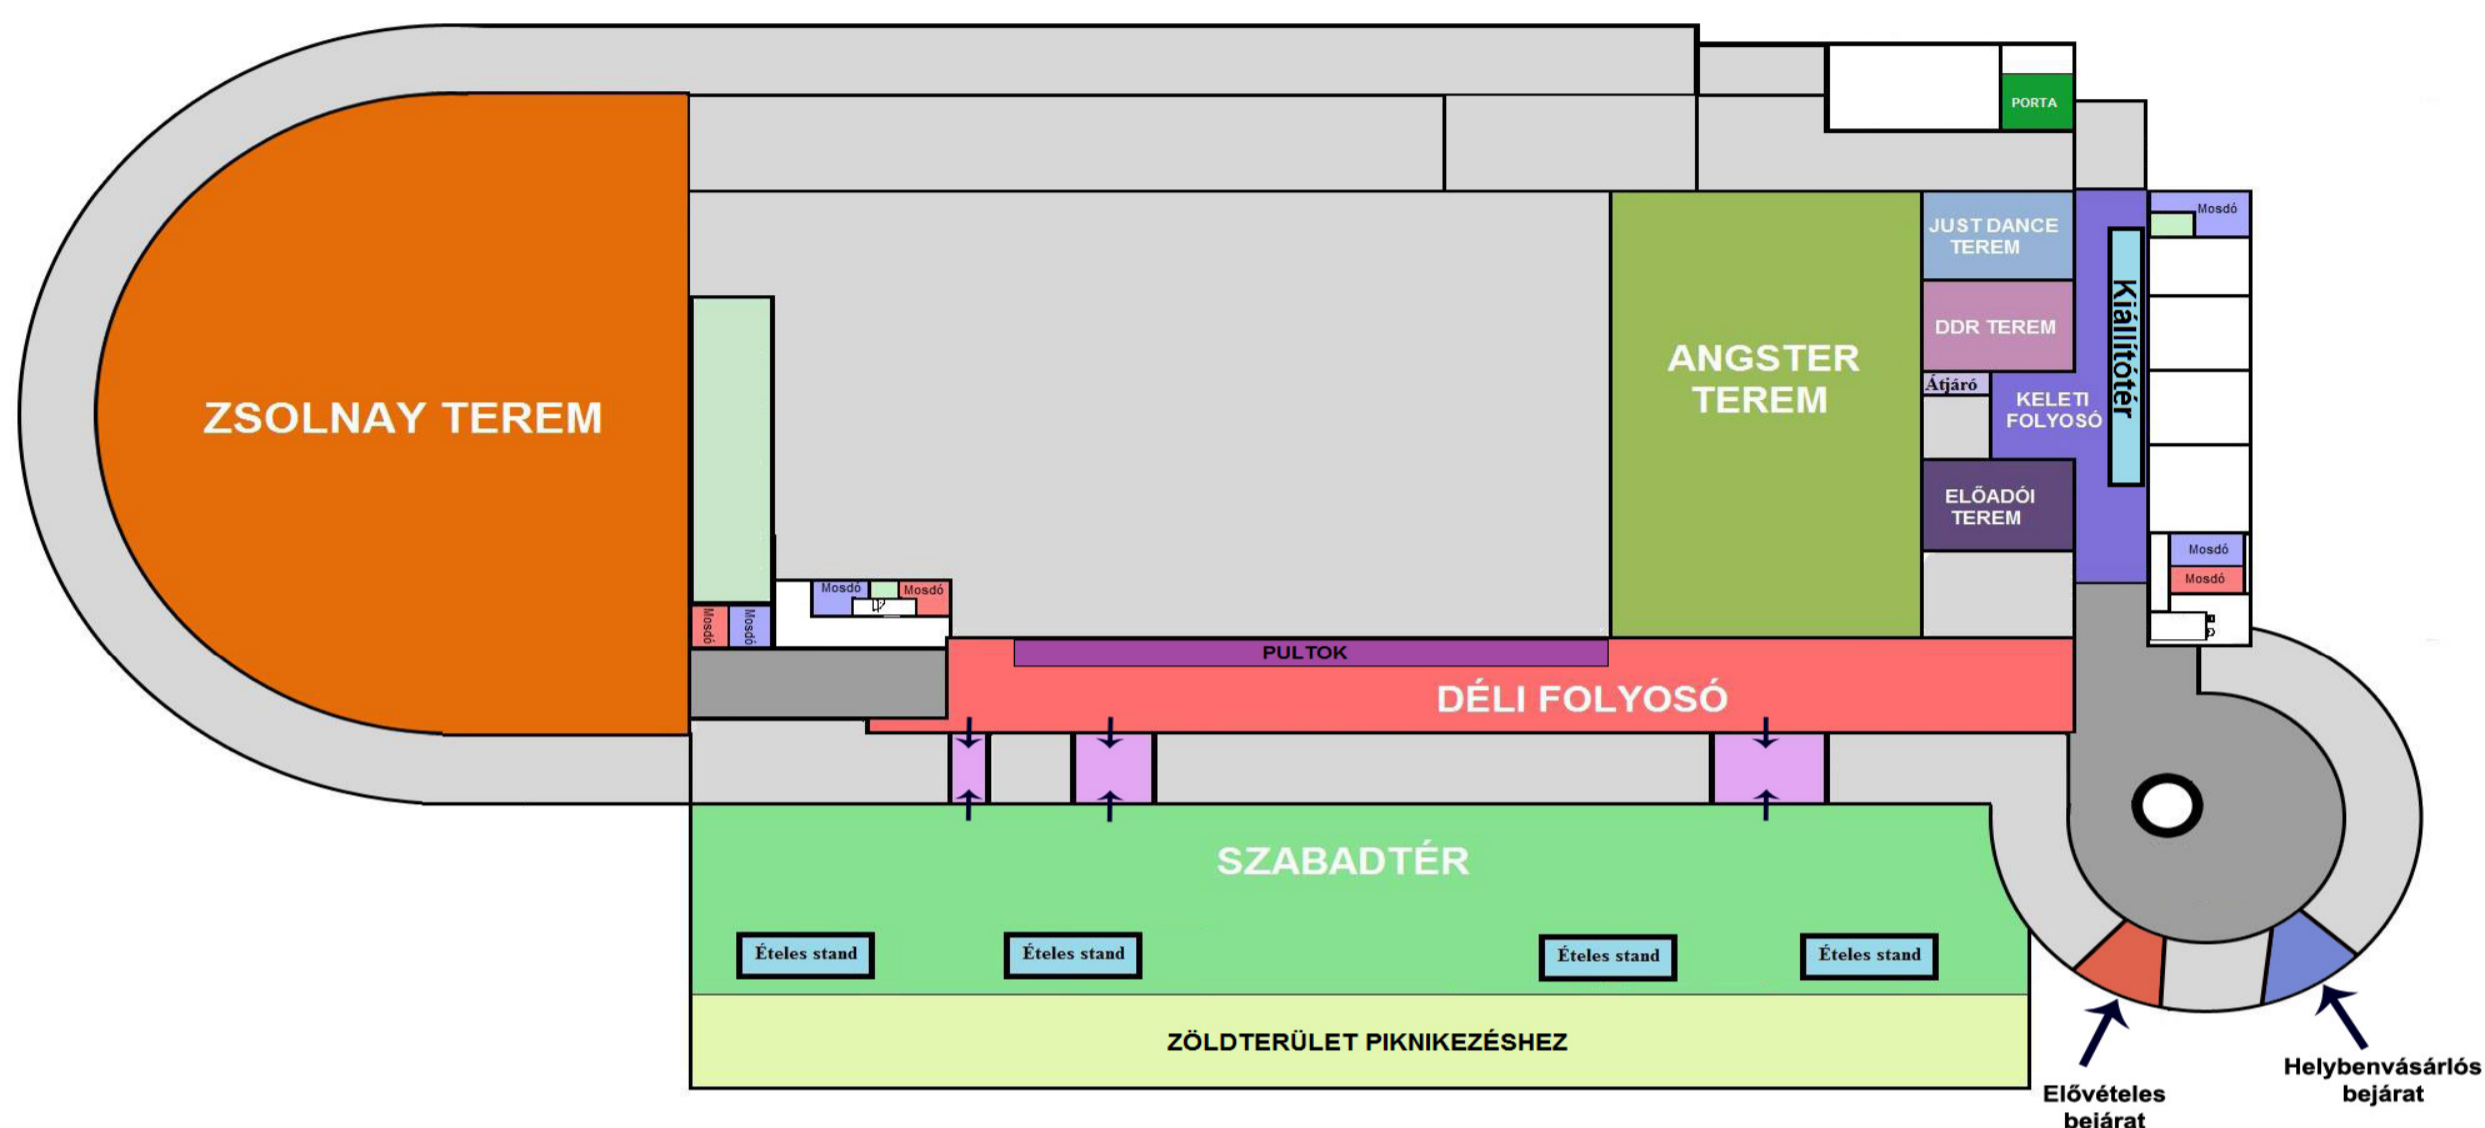 PORTA
Mosdó
JUST DANCE
TEREM
Kiállítótér
DDR TEREM
ANGSTER
TEREM
Átjáró
KELETI
FOLYOSÓ
ZSOLNAY TEREM
ELŐADÓI
TEREM
Mosdó
Mosdó
Mosdó
Mosdó
Mosdó
Mosdó
PULTOK
DÉLI FOLYOSÓ
SZABADTÉR
Ételes stand
Ételes stand
Ételes stand
Ételes stand
ZÖLDTERÜLET PIKNIKEZÉSHEZ
Helybenvásárlós
bejárat
Elővételes
bejárat